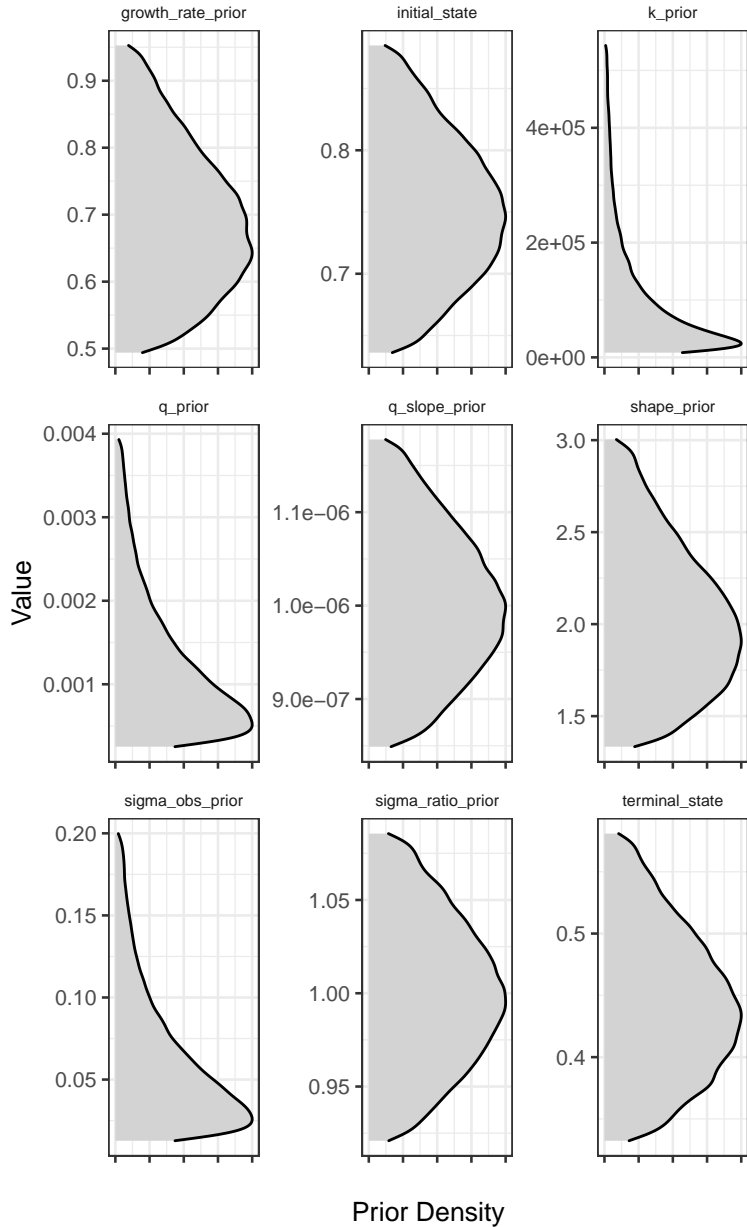 growth_rate_prior
initial_state
k_prior
0.9
0.8
0.7
0.6
0.5
0.8
0.7
4e+05
2e+05
0e+00
q_prior
q_slope_prior
shape_prior
0.004
0.003
0.002
0.001
1.1e−06
1.0e−06
9.0e−07
3.0
2.5
2.0
1.5
Value
sigma_obs_prior
sigma_ratio_prior
terminal_state
0.20
0.15
0.10
0.05
1.05
1.00
0.95
0.5
0.4
Prior Density